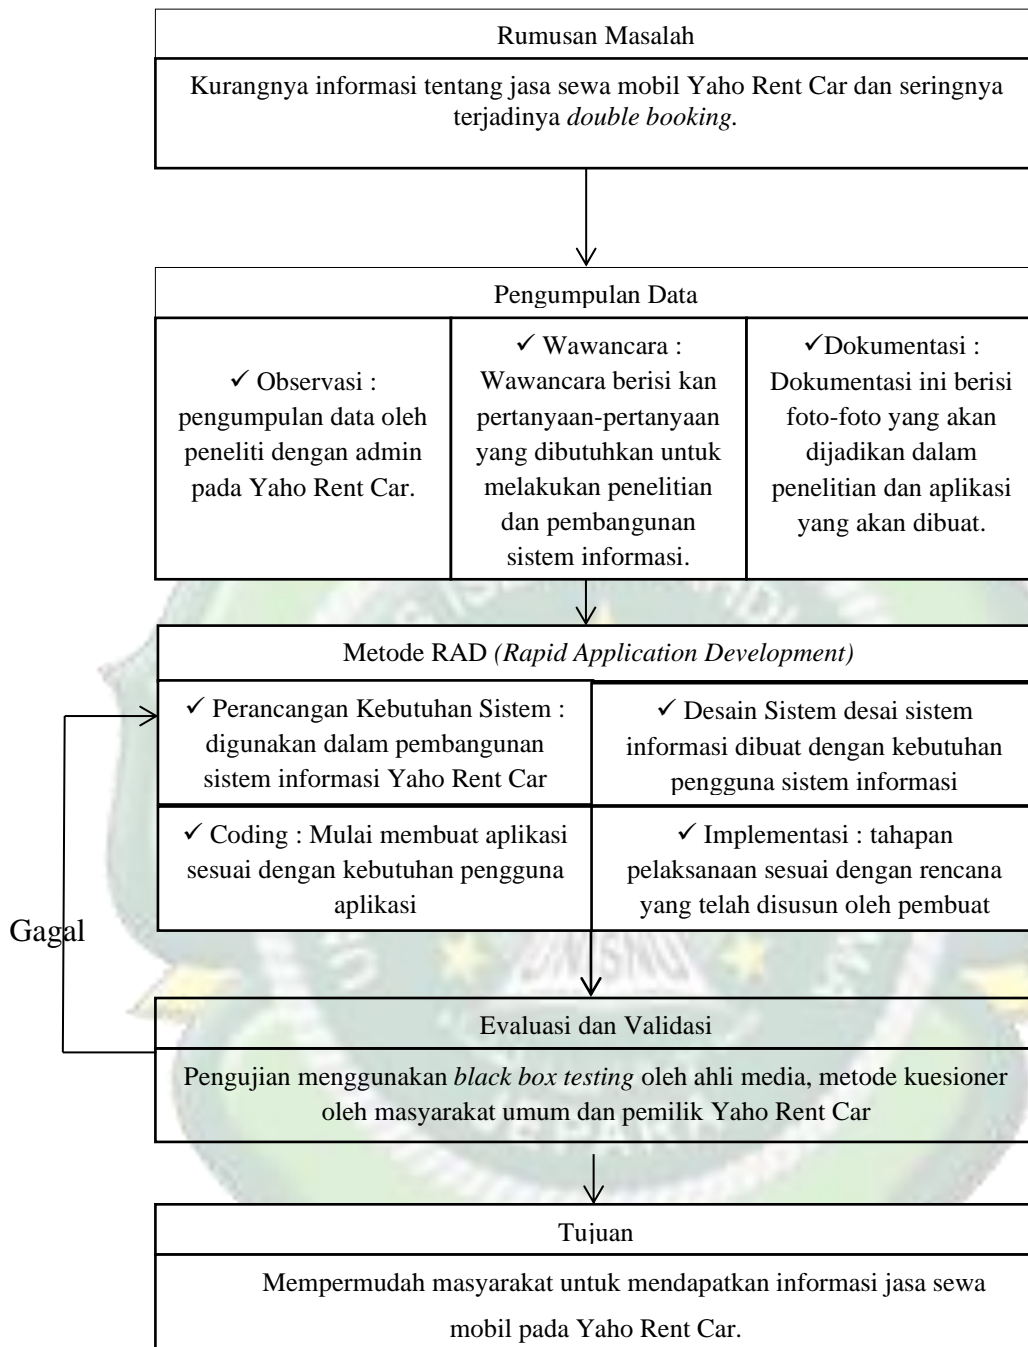 Rumusan Masalah
Kurangnya informasi tentang jasa sewa mobil Yaho Rent Car dan seringnya
terjadinya double booking.
Pengumpulan Data
✓ Observasi :
pengumpulan data oleh
peneliti dengan admin
pada Yaho Rent Car.
✓ Wawancara :
Wawancara berisi kan
pertanyaan-pertanyaan
yang dibutuhkan untuk
melakukan penelitian
dan pembangunan
sistem informasi.
✓Dokumentasi :
Dokumentasi ini berisi
foto-foto yang akan
dijadikan dalam
penelitian dan aplikasi
yang akan dibuat.
Metode RAD (Rapid Application Development)
✓ Perancangan Kebutuhan Sistem :
digunakan dalam pembangunan
sistem informasi Yaho Rent Car
✓ Desain Sistem desai sistem
informasi dibuat dengan kebutuhan
pengguna sistem informasi
✓ Coding : Mulai membuat aplikasi
sesuai dengan kebutuhan pengguna
aplikasi
✓ Implementasi : tahapan
pelaksanaan sesuai dengan rencana
yang telah disusun oleh pembuat
Gagal
Evaluasi dan Validasi
Pengujian menggunakan black box testing oleh ahli media, metode kuesioner
oleh masyarakat umum dan pemilik Yaho Rent Car
Tujuan
Mempermudah masyarakat untuk mendapatkan informasi jasa sewa
mobil pada Yaho Rent Car.